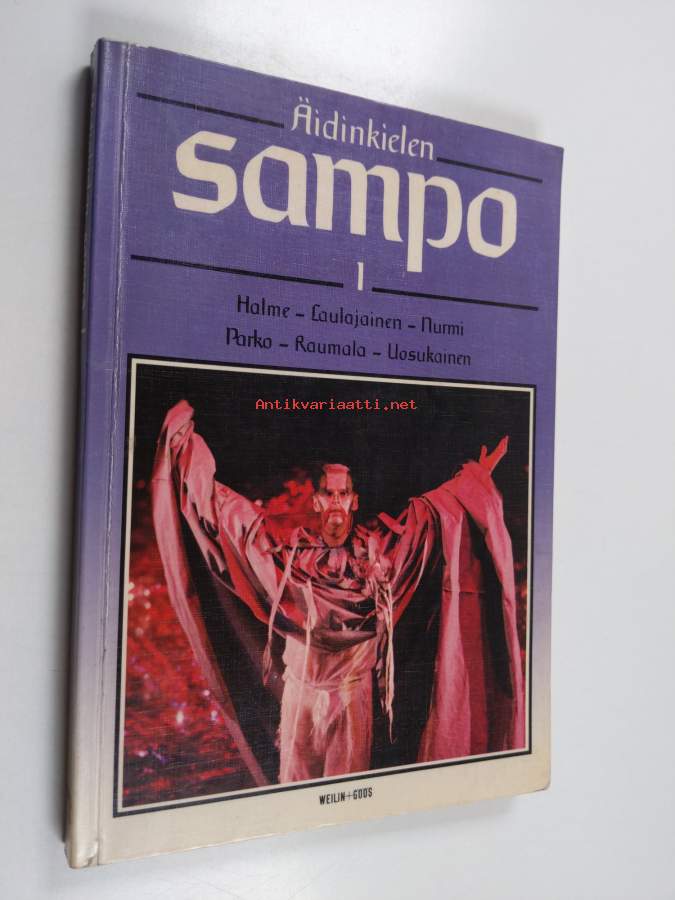 Äidinkielen
sampo
1
Halme - Laulajainen - Nurmi
Parko - Raumala - Uosukainen
Antikvariaatti.net
WEILIN+GÖÖS